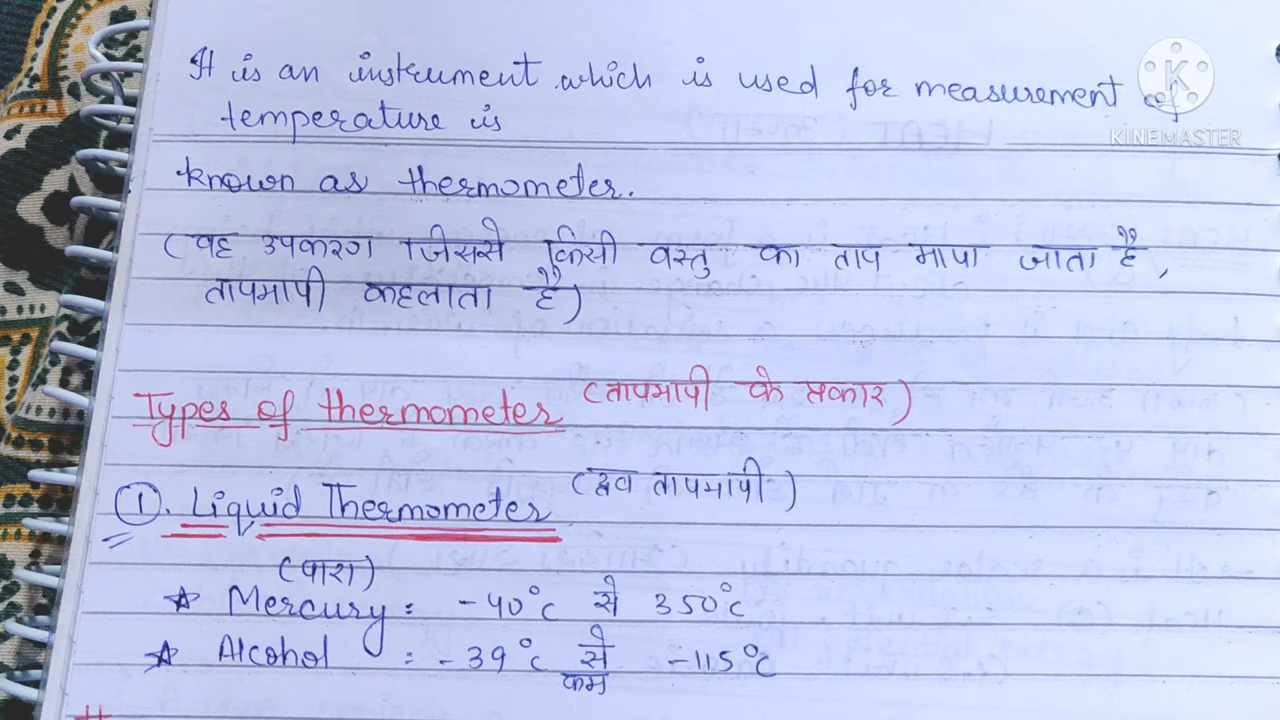 It is an instrument which is used for measurement of
temperature is
known as thermometer.
(वह उपकरण जिससे किसी वस्तु का ताप मापा जाता है,
तापमापी कहलाता है)
Types of thermometer (तापमापी के प्रकार)
①. Liquid Thermometer (द्रव तापमापी)
(पारा)
☆ Mercury : -40°c से 350°c
☆ Alcohol : -39°c से -115°c
कम
K
KINEMASTER